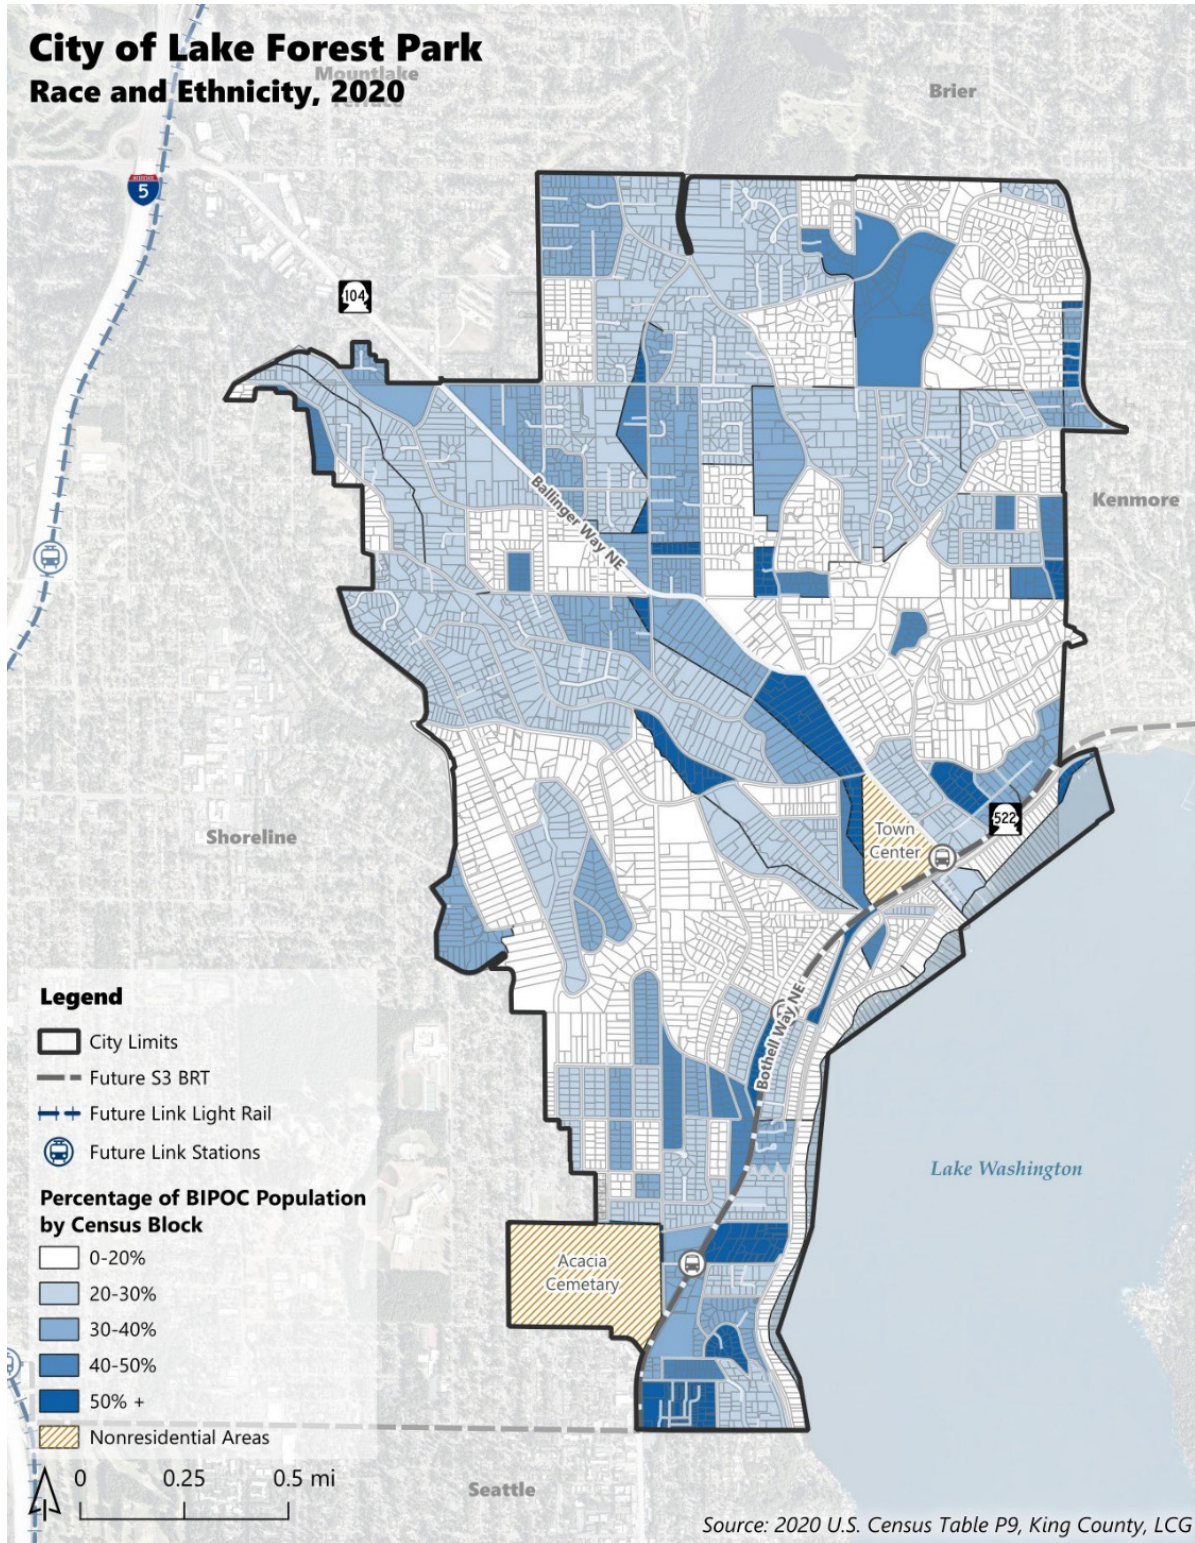 City of Lake Forest Park
Race and Ethnicity, 2020
Mountlake
Terrace
Brier
INTERSTATE
5
104
Ballinger Way NE
Kenmore
Shoreline
Town
Center
522
Bothell Way NE
Lake Washington
Acacia
Cemetary
Seattle
Legend
City Limits
Future S3 BRT
Future Link Light Rail
Future Link Stations
Percentage of BIPOC Population
by Census Block
0-20%
20-30%
30-40%
40-50%
50% +
Nonresidential Areas
0 0.25 0.5 mi
Source: 2020 U.S. Census Table P9, King County, LCG